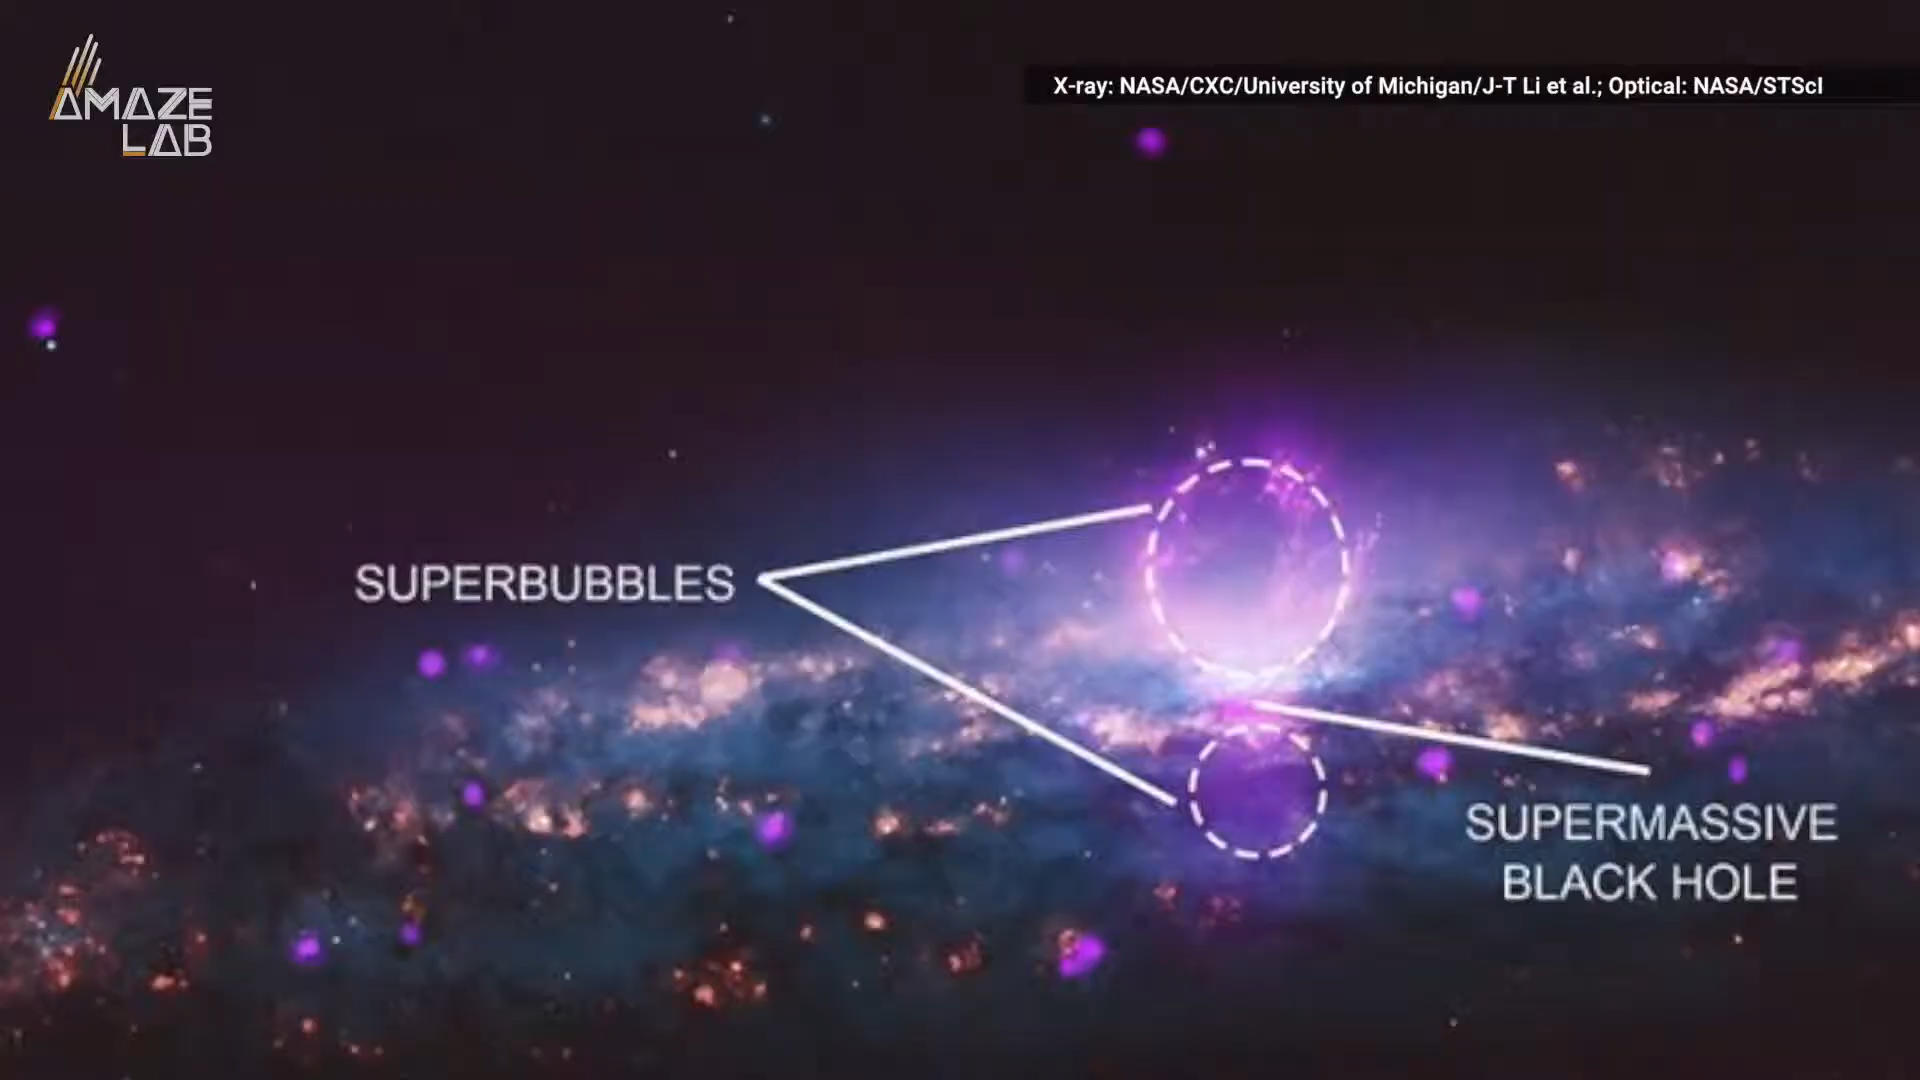 AMAZE
LAB
X-ray: NASA/CXC/University of Michigan/J-T Li et al.; Optical: NASA/STScI
SUPERBUBBLES
SUPERMASSIVE
BLACK HOLE